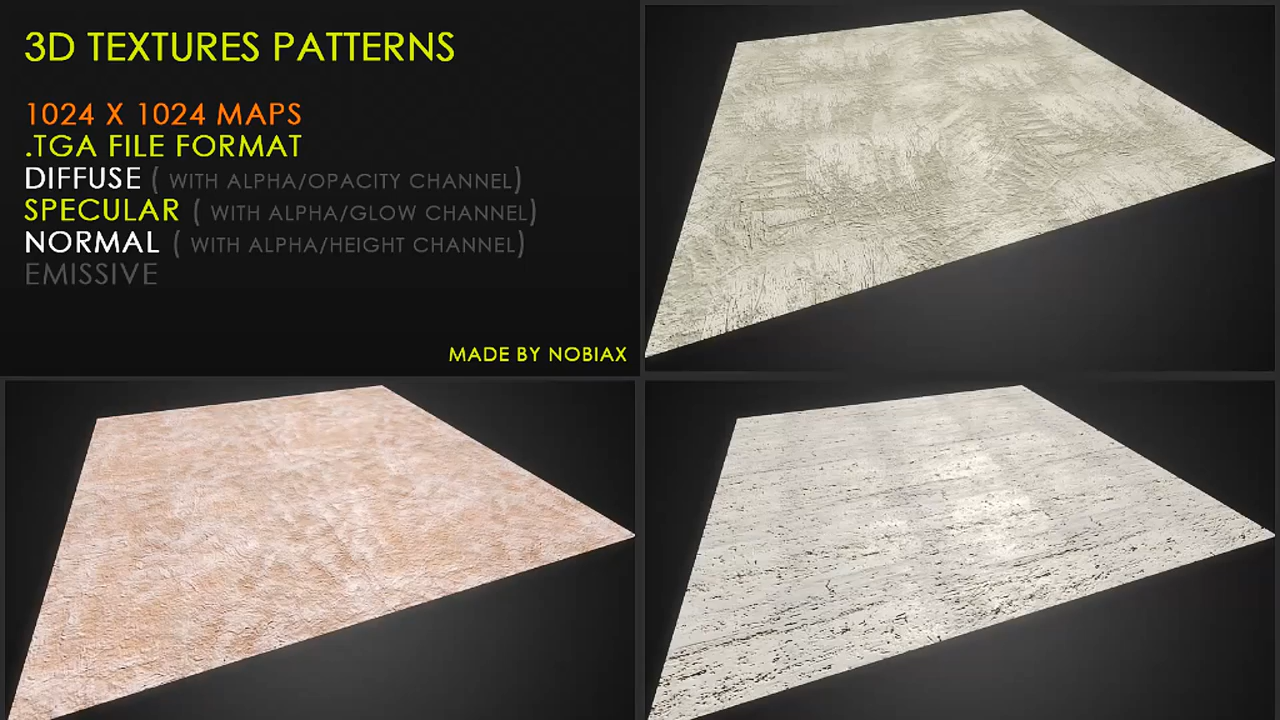 3D TEXTURES PATTERNS
1024 X 1024 MAPS
.TGA FILE FORMAT
DIFFUSE ( WITH ALPHA/OPACITY CHANNEL)
SPECULAR ( WITH ALPHA/GLOW CHANNEL)
NORMAL ( WITH ALPHA/HEIGHT CHANNEL)
EMISSIVE
MADE BY NOBIAX